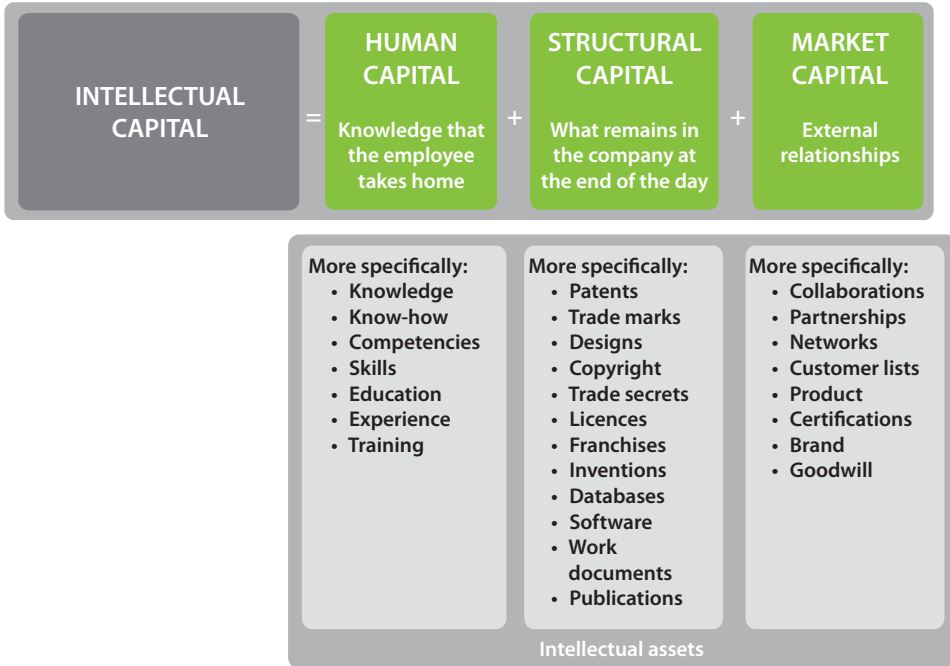 INTELLECTUAL
CAPITAL
=
HUMAN
CAPITAL
Knowledge that
the employee
takes home
+
STRUCTURAL
CAPITAL
What remains in
the company at
the end of the day
+
MARKET
CAPITAL
External
relationships
More specifically:
• Knowledge
• Know-how
• Competencies
• Skills
• Education
• Experience
• Training
More specifically:
• Patents
• Trade marks
• Designs
• Copyright
• Trade secrets
• Licences
• Franchises
• Inventions
• Databases
• Software
• Work
documents
• Publications
More specifically:
• Collaborations
• Partnerships
• Networks
• Customer lists
• Product
• Certifications
• Brand
• Goodwill
Intellectual assets